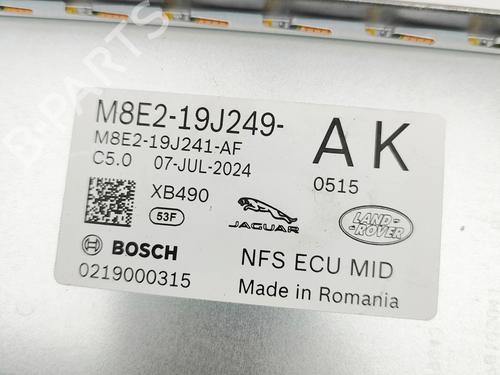 M8E2-19J249-
AK
M8E2-19J241-AF
C5.0 07-JUL-2024
0515
XB490
53F
JAGUAR
LAND-
ROVER
BOSCH
NFS ECU MID
0219000315
Made in Romania
B-PARTS